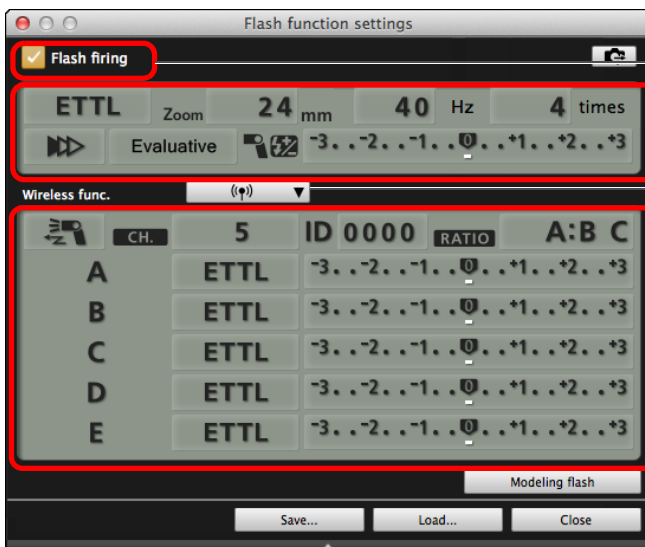 Flash function settings
Flash firing
ETTL Zoom 24 mm 40 Hz 4 times
Evaluative -3..-2..-1..0..+1..+2..+3
Wireless func.
CH. 5 ID 0000 RATIO A:B C
A ETTL -3..-2..-1..0..+1..+2..+3
B ETTL -3..-2..-1..0..+1..+2..+3
C ETTL -3..-2..-1..0..+1..+2..+3
D ETTL -3..-2..-1..0..+1..+2..+3
E ETTL -3..-2..-1..0..+1..+2..+3
Modeling flash
Save... Load... Close